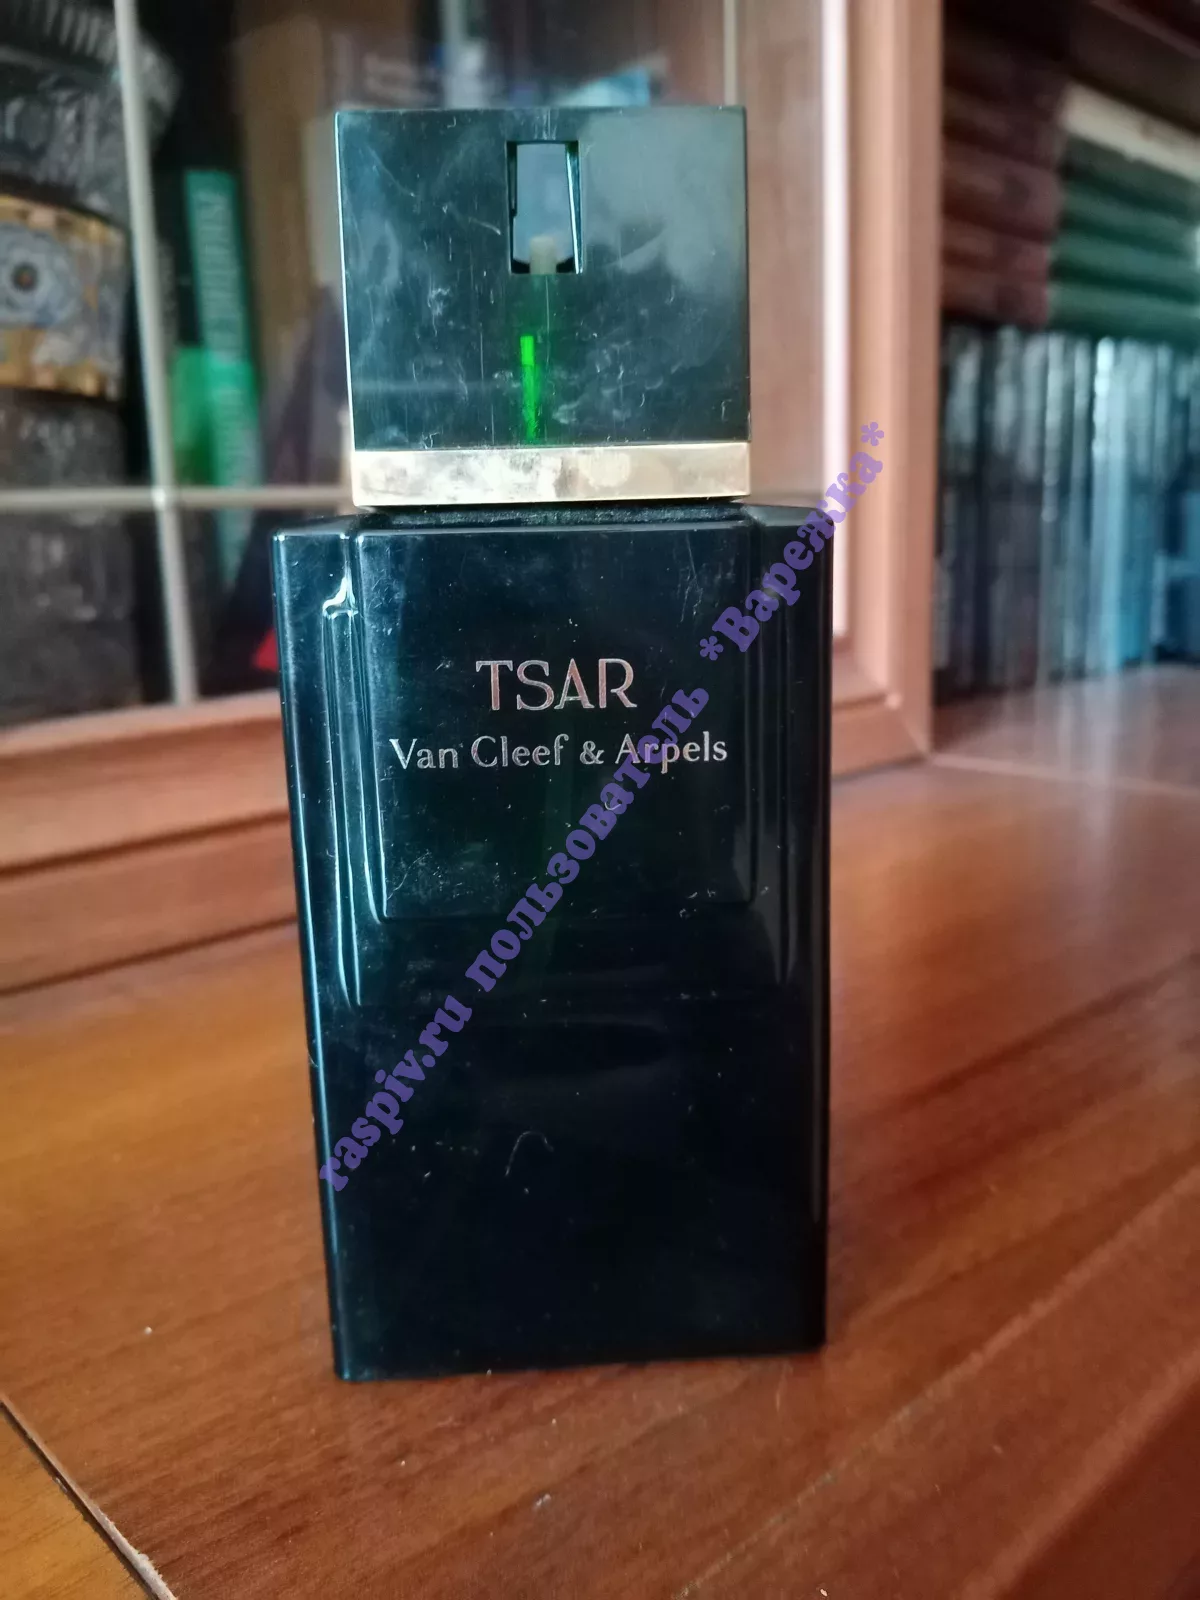 TSAR
Van Cleef & Arpels
raspiv.ru пользователь *Варежка*